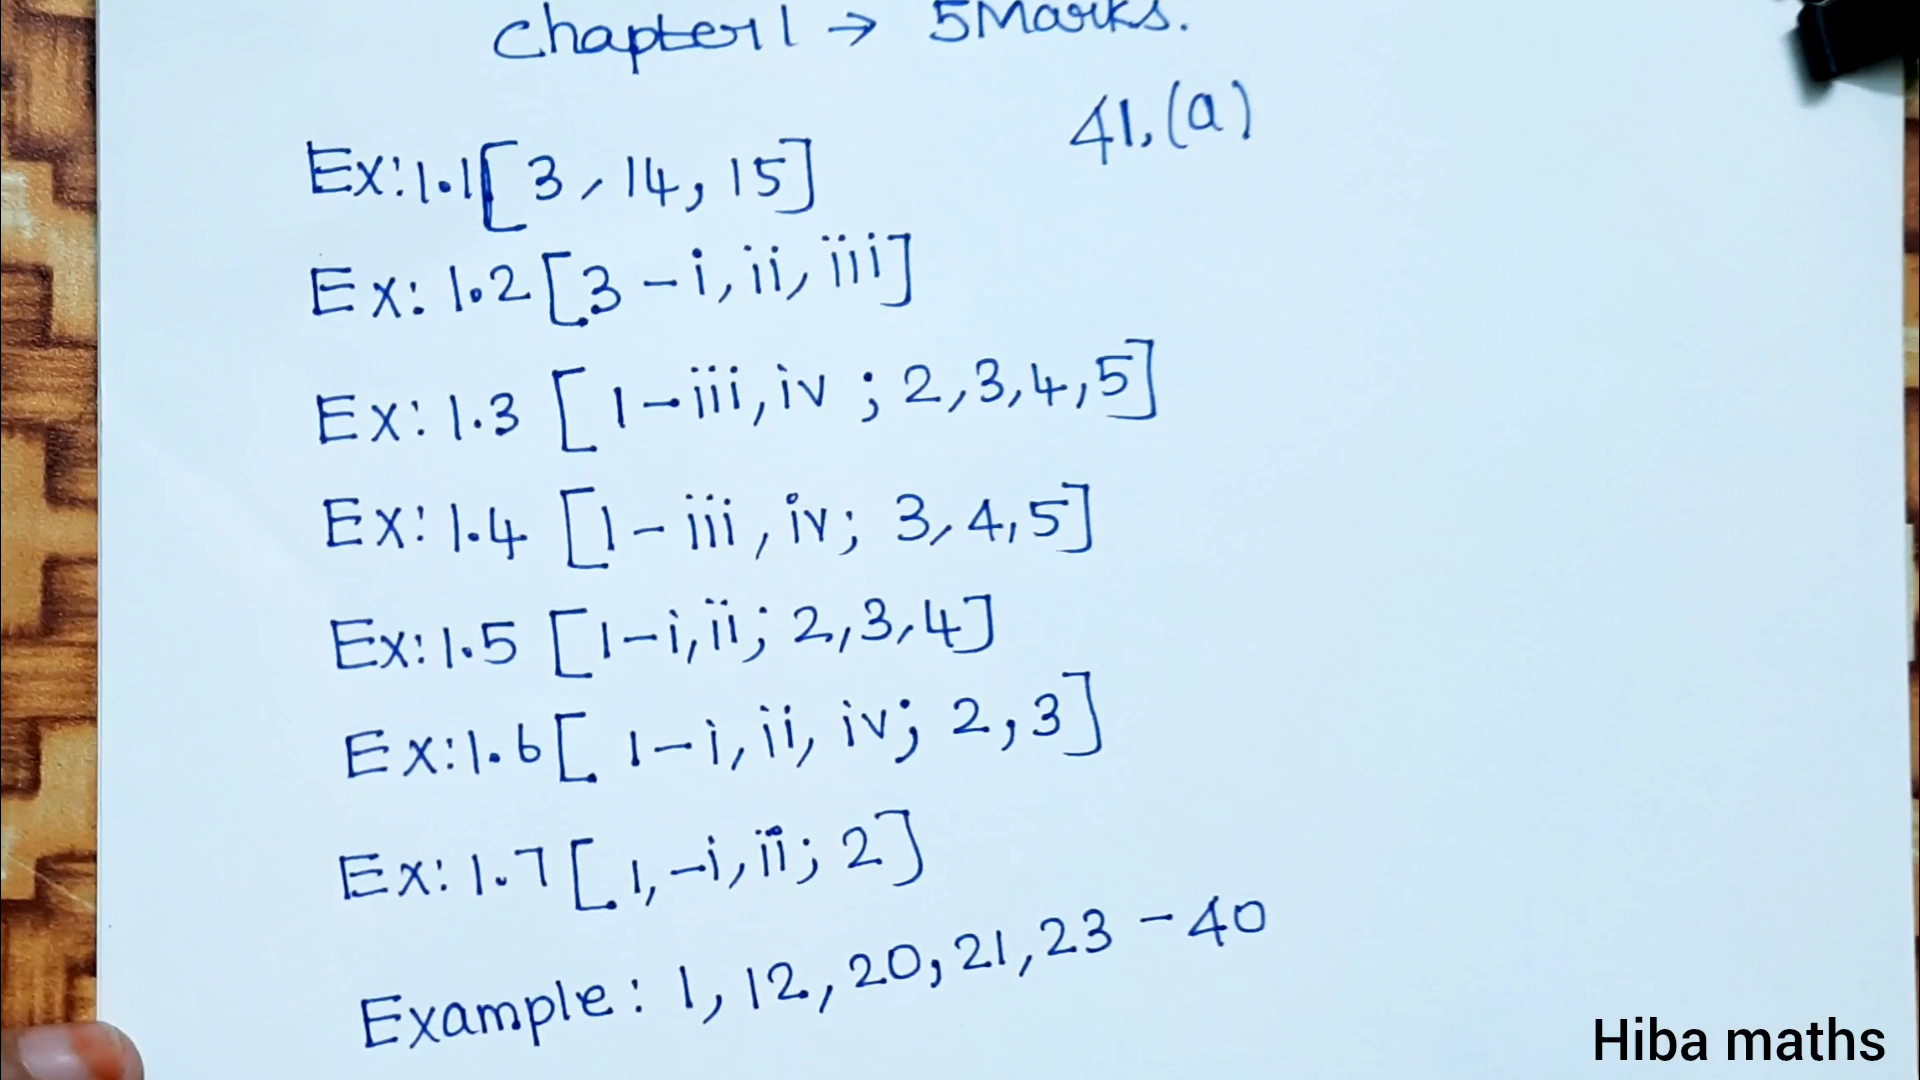 Chapter 1 → 5 Marks.
41, (a)
Ex: 1.1 [3, 14, 15]
Ex: 1.2 [3 - i, ii, iii]
Ex: 1.3 [1 - iii, iv ; 2, 3, 4, 5]
Ex: 1.4 [1 - iii, iv; 3, 4, 5]
Ex: 1.5 [1 - i, ii; 2, 3, 4]
Ex: 1.6 [1 - i, ii, iv; 2, 3]
Ex: 1.7 [1, - i, ii; 2]
Example: 1, 12, 20, 21, 23 - 40
Hiba maths